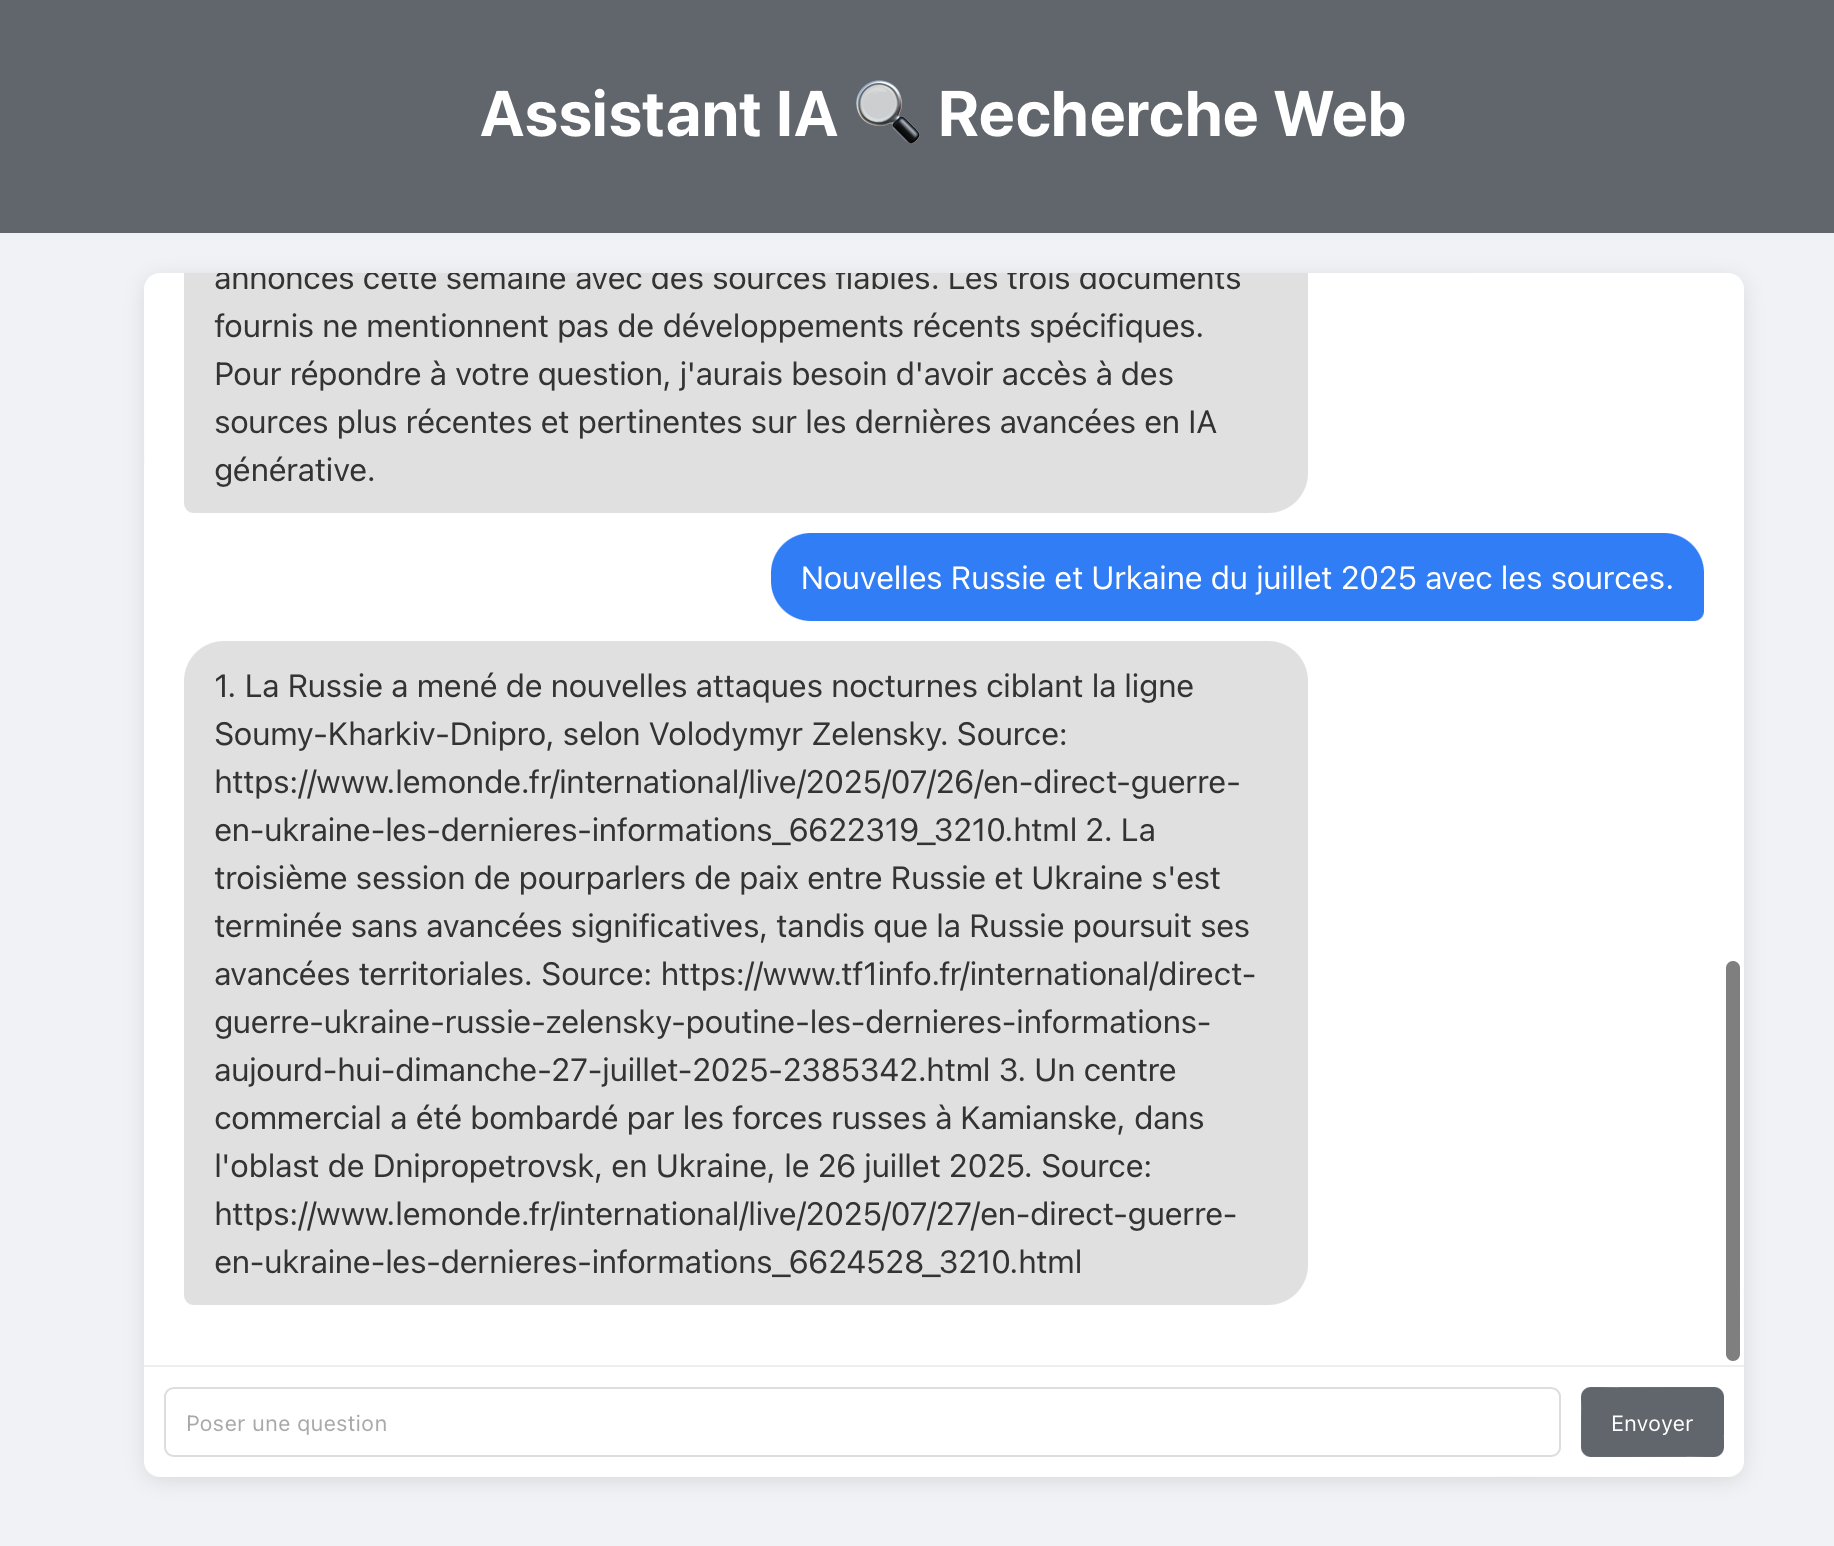 Assistant IA 🔍 Recherche Web
annoncés cette semaine avec des sources fiables. Les trois documents
fournis ne mentionnent pas de développements récents spécifiques.
Pour répondre à votre question, j'aurais besoin d'avoir accès à des
sources plus récentes et pertinentes sur les dernières avancées en IA
générative.
Nouvelles Russie et Urkaine du juillet 2025 avec les sources.
1. La Russie a mené de nouvelles attaques nocturnes ciblant la ligne
Soumy-Kharkiv-Dnipro, selon Volodymyr Zelensky. Source:
https://www.lemonde.fr/international/live/2025/07/26/en-direct-guerre-
en-ukraine-les-dernieres-informations_6622319_3210.html 2. La
troisième session de pourparlers de paix entre Russie et Ukraine s'est
terminée sans avancées significatives, tandis que la Russie poursuit ses
avancées territoriales. Source: https://www.tf1info.fr/international/direct-
guerre-ukraine-russie-zelensky-poutine-les-dernieres-informations-
aujourd-hui-dimanche-27-juillet-2025-2385342.html 3. Un centre
commercial a été bombardé par les forces russes à Kamianske, dans
l'oblast de Dnipropetrovsk, en Ukraine, le 26 juillet 2025. Source:
https://www.lemonde.fr/international/live/2025/07/27/en-direct-guerre-
en-ukraine-les-dernieres-informations_6624528_3210.html
Poser une question
Envoyer